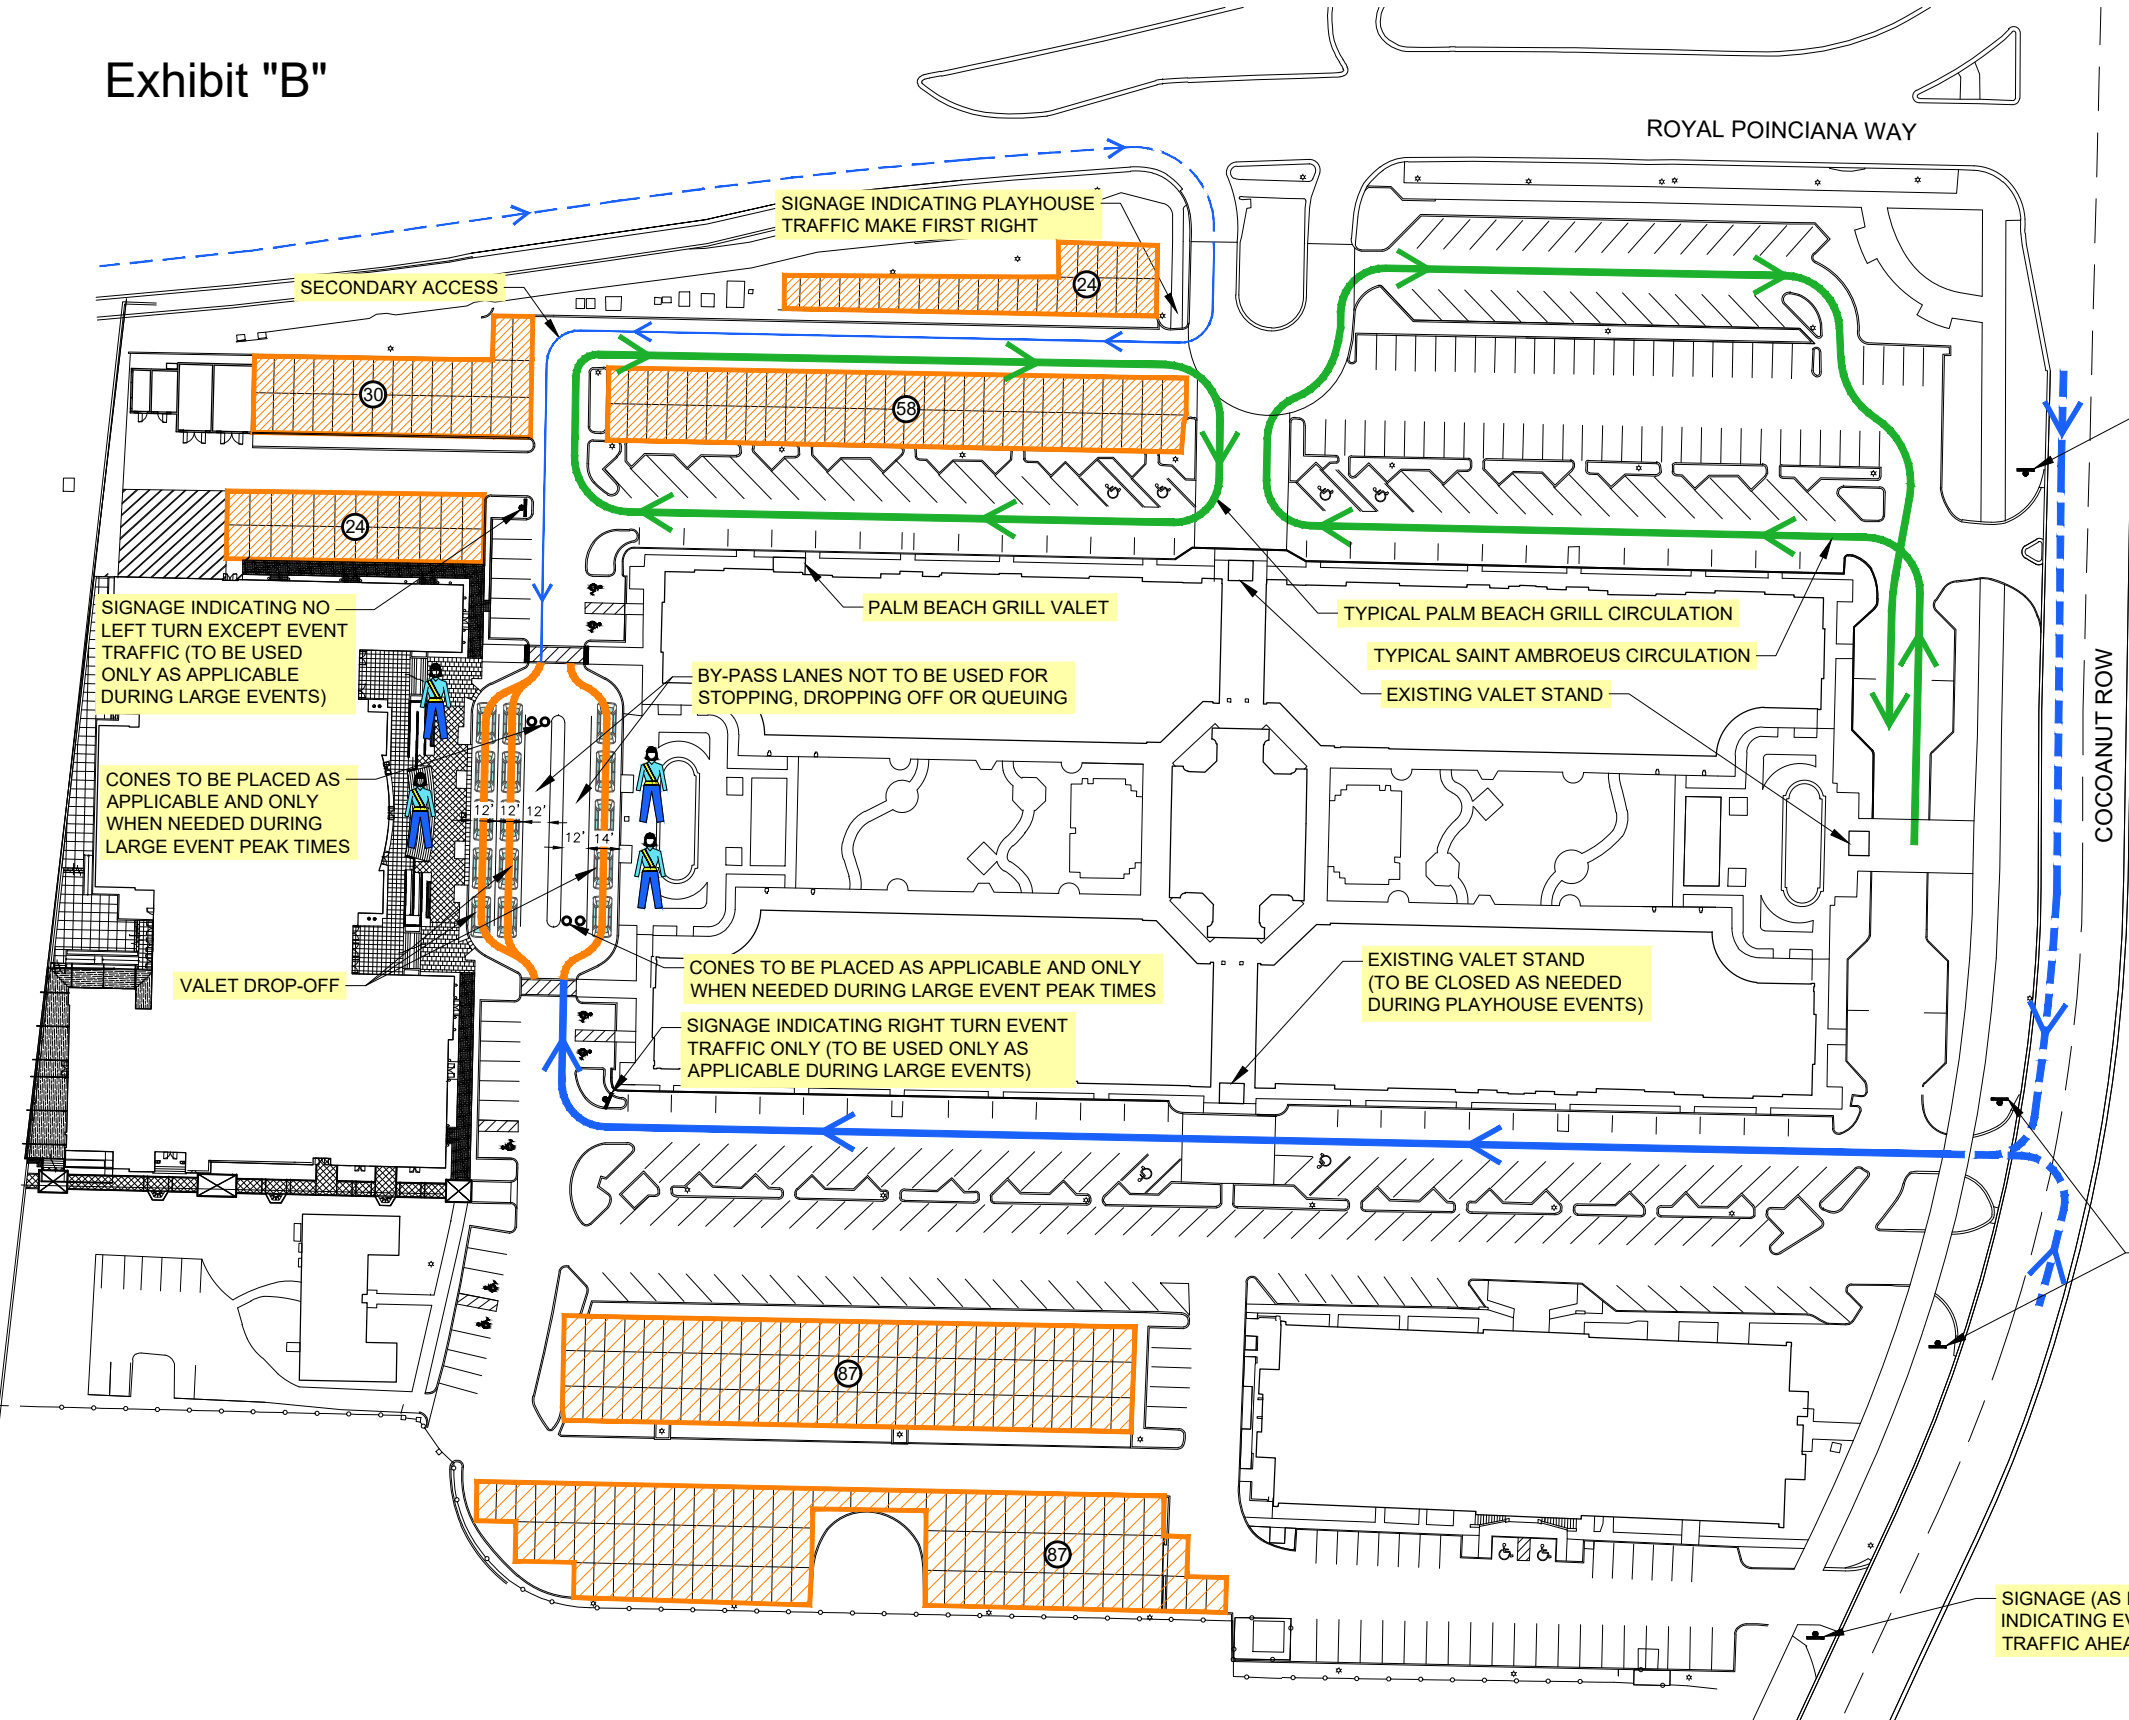 Exhibit "B"
ROYAL POINCIANA WAY
SIGNAGE INDICATING PLAYHOUSE
TRAFFIC MAKE FIRST RIGHT
SECONDARY ACCESS
24
30
58
24
SIGNAGE INDICATING NO
LEFT TURN EXCEPT EVENT
TRAFFIC (TO BE USED
ONLY AS APPLICABLE
DURING LARGE EVENTS)
PALM BEACH GRILL VALET
TYPICAL PALM BEACH GRILL CIRCULATION
TYPICAL SAINT AMBROEUS CIRCULATION
EXISTING VALET STAND
BY-PASS LANES NOT TO BE USED FOR
STOPPING, DROPPING OFF OR QUEUING
COCOANUT ROW
CONES TO BE PLACED AS
APPLICABLE AND ONLY
WHEN NEEDED DURING
LARGE EVENT PEAK TIMES
12' 12' 12'
12' 14'
VALET DROP-OFF
CONES TO BE PLACED AS APPLICABLE AND ONLY
WHEN NEEDED DURING LARGE EVENT PEAK TIMES
EXISTING VALET STAND
(TO BE CLOSED AS NEEDED
DURING PLAYHOUSE EVENTS)
SIGNAGE INDICATING RIGHT TURN EVENT
TRAFFIC ONLY (TO BE USED ONLY AS
APPLICABLE DURING LARGE EVENTS)
87
87
SIGNAGE (AS
INDICATING
TRAFFIC